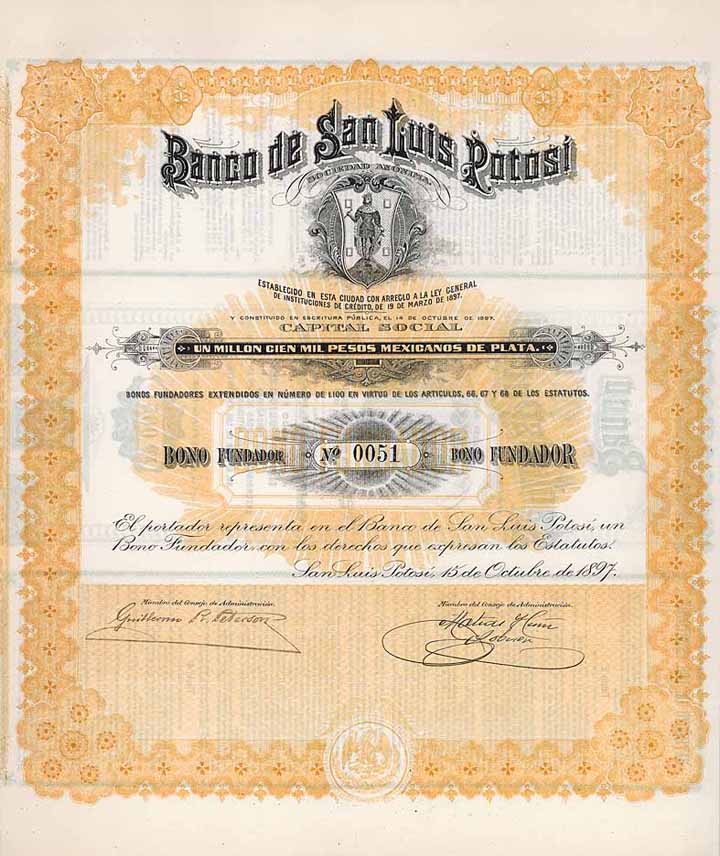 Banco de San Luis Potosí
SOCIEDAD ANONIMA.
ESTABLECIDO EN ESTA CIUDAD CON ARREGLO A LA LEY GENERAL
DE INSTITUCIONES DE CRÉDITO, DE 19 DE MARZO DE 1897.
Y CONSTITUIDO EN ESCRITURA PÚBLICA, EL 14 DE OCTUBRE DE 1897.
CAPITAL SOCIAL
UN MILLON CIEN MIL PESOS MEXICANOS DE PLATA.
BONOS FUNDADORES EXTENDIDOS EN NÚMERO DE 1,100 EN VIRTUD DE LOS ARTICULOS, 66, 67 Y 68 DE LOS ESTATUTOS.
BONO FUNDADOR Nº 0051 BONO FUNDADOR
El portador representa en el Banco de San Luis Potosí, un
Bono Fundador, con los derechos que expresan los Estatutos.
San Luis Potosí, 15 de Octubre de 1897.
Miembro del Consejo de Administración. Miembro del Consejo de Administración.
Guillermo